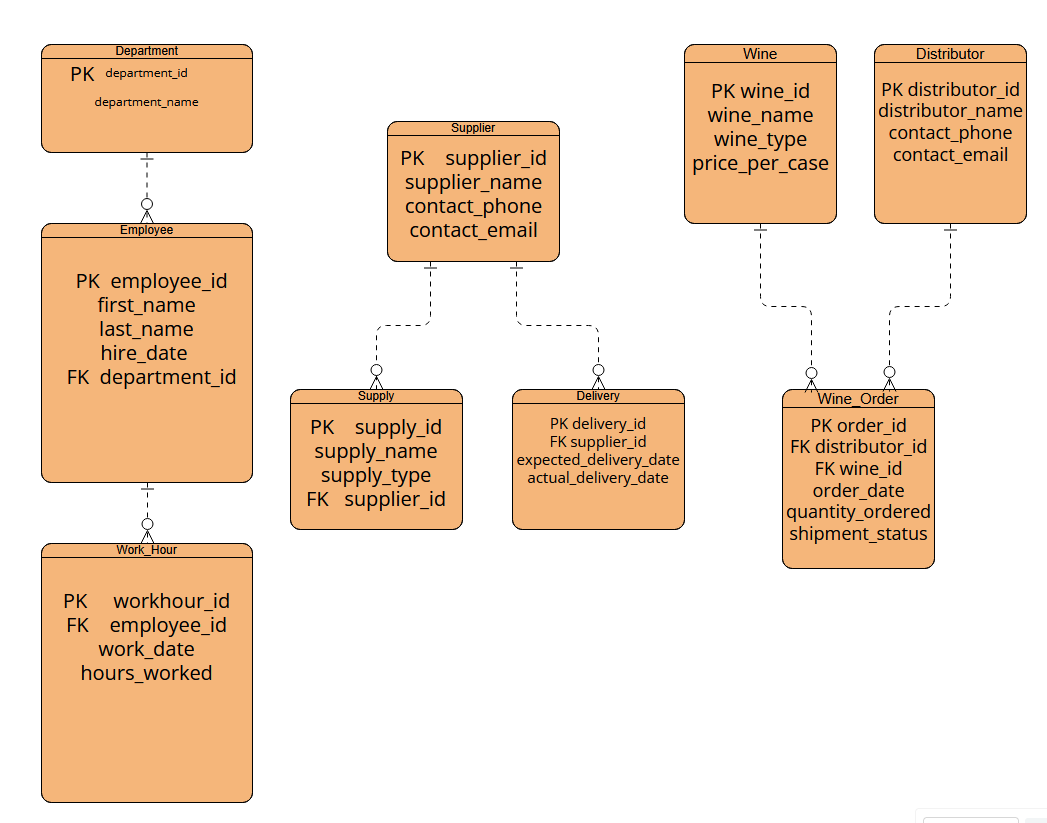 Department
PK department_id
department_name
Employee
PK employee_id
first_name
last_name
hire_date
FK department_id
Work_Hour
PK workhour_id
FK employee_id
work_date
hours_worked
Supplier
PK supplier_id
supplier_name
contact_phone
contact_email
Supply
PK supply_id
supply_name
supply_type
FK supplier_id
Delivery
PK delivery_id
FK supplier_id
expected_delivery_date
actual_delivery_date
Wine
PK wine_id
wine_name
wine_type
price_per_case
Distributor
PK distributor_id
distributor_name
contact_phone
contact_email
Wine_Order
PK order_id
FK distributor_id
FK wine_id
order_date
quantity_ordered
shipment_status